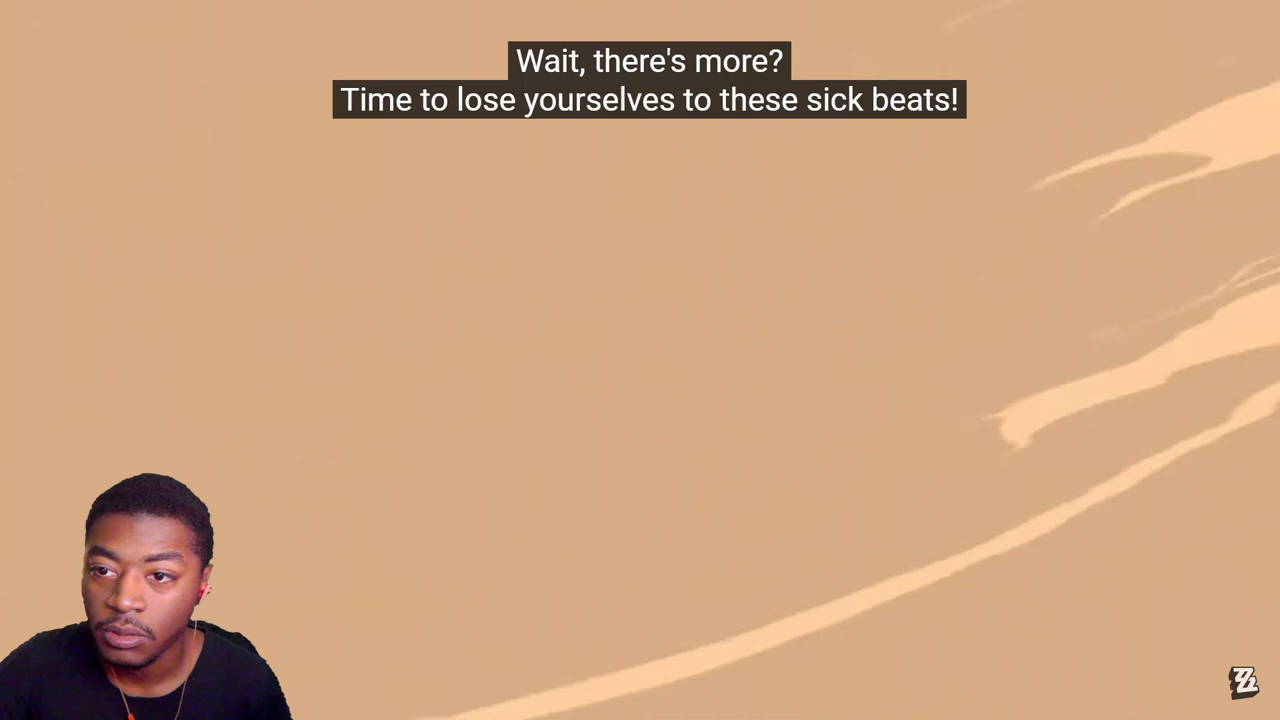 Wait, there's more?
Time to lose yourselves to these sick beats!